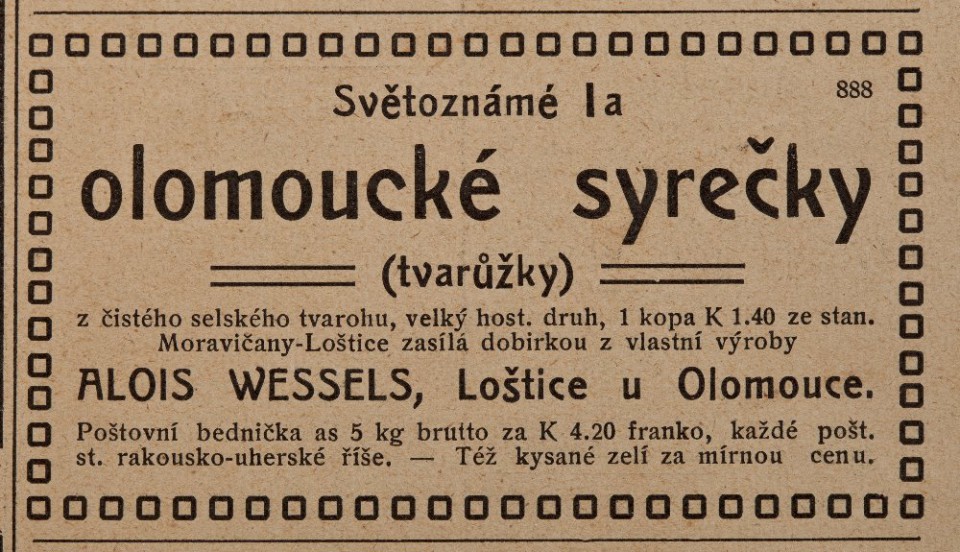 Světoznámé Ia
888
olomoucké syrečky
(tvarůžky)
z čistého selského tvarohu, velký host. druh, 1 kopa K 1.40 ze stan.
Moravičany-Loštice zasílá dobirkou z vlastní výroby
ALOIS WESSELS, Loštice u Olomouce.
Poštovní bednička as 5 kg brutto za K 4.20 franko, každé pošt.
st. rakousko-uherské říše. — Též kysané zelí za mírnou cenu.